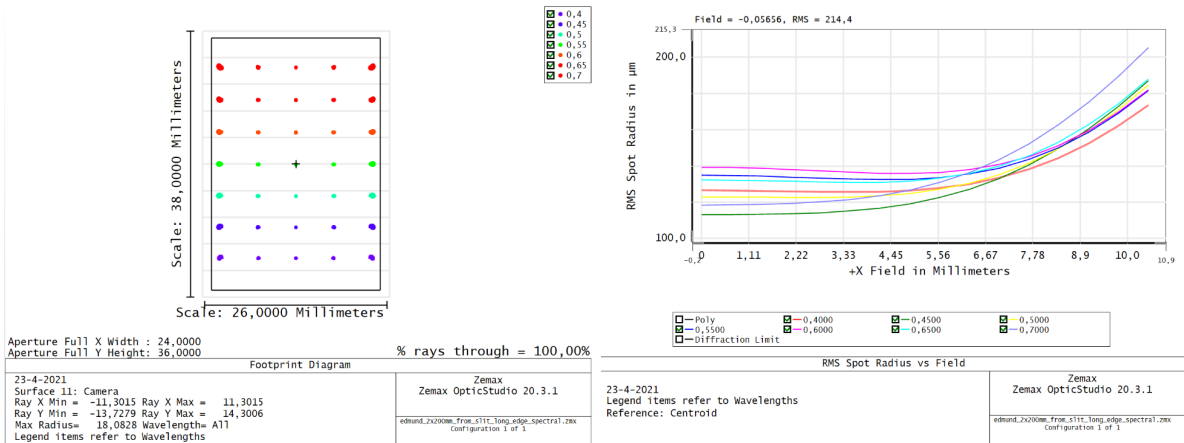 0,4
0,45
0,5
0,55
0,6
0,65
0,7
Scale: 38,0000 Millimeters
Scale: 26,0000 Millimeters
Aperture Full X Width : 24,0000
Aperture Full Y Height: 36,0000
% rays through = 100,00%
Footprint Diagram
23-4-2021
Surface 11: Camera
Ray X Min = -11,3015 Ray X Max = 11,3015
Ray Y Min = -13,7279 Ray Y Max = 14,3006
Max Radius= 18,0828 Wavelength= All
Legend items refer to Wavelengths
Zemax
Zemax OpticStudio 20.3.1
edmund_2x200mm_from_slit_long_edge_spectral.zmx
Configuration 1 of 1
Field = -0,05656, RMS = 214,4
215,3
200,0
100,0
RMS Spot Radius in µm
-0,2
0
1,11
2,22
3,33
4,45
5,56
6,67
7,78
8,9
10,0
10,9
+X Field in Millimeters
Poly
0,4000
0,4500
0,5000
0,5500
0,6000
0,6500
0,7000
Diffraction Limit
RMS Spot Radius vs Field
23-4-2021
Legend items refer to Wavelengths
Reference: Centroid
Zemax
Zemax OpticStudio 20.3.1
edmund_2x200mm_from_slit_long_edge_spectral.zmx
Configuration 1 of 1